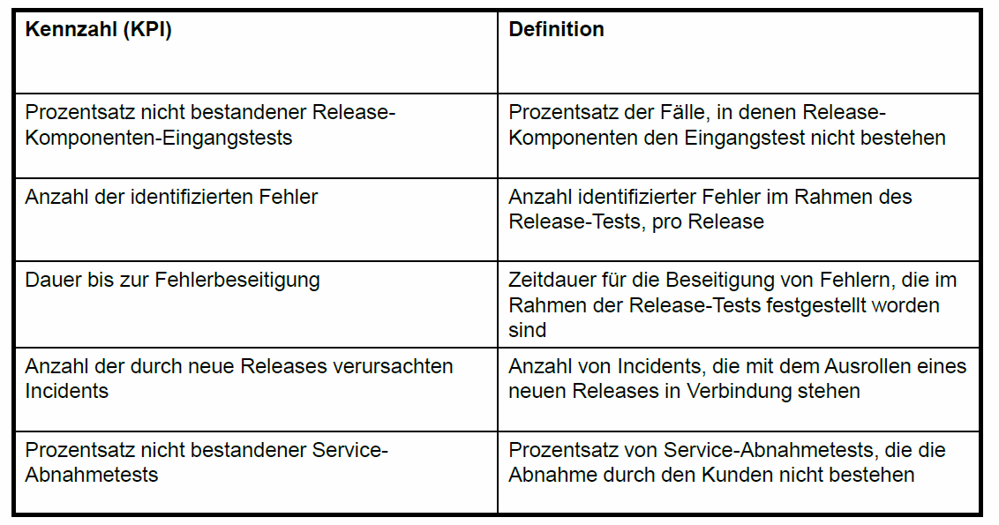 Kennzahl (KPI)
Definition
Prozentsatz nicht bestandener Release-
Komponenten-Eingangstests
Prozentsatz der Fälle, in denen Release-
Komponenten den Eingangstest nicht bestehen
Anzahl der identifizierten Fehler
Anzahl identifizierter Fehler im Rahmen des
Release-Tests, pro Release
Dauer bis zur Fehlerbeseitigung
Zeitdauer für die Beseitigung von Fehlern, die im
Rahmen der Release-Tests festgestellt worden
sind
Anzahl der durch neue Releases verursachten
Incidents
Anzahl von Incidents, die mit dem Ausrollen eines
neuen Releases in Verbindung stehen
Prozentsatz nicht bestandener Service-
Abnahmetests
Prozentsatz von Service-Abnahmetests, die die
Abnahme durch den Kunden nicht bestehen